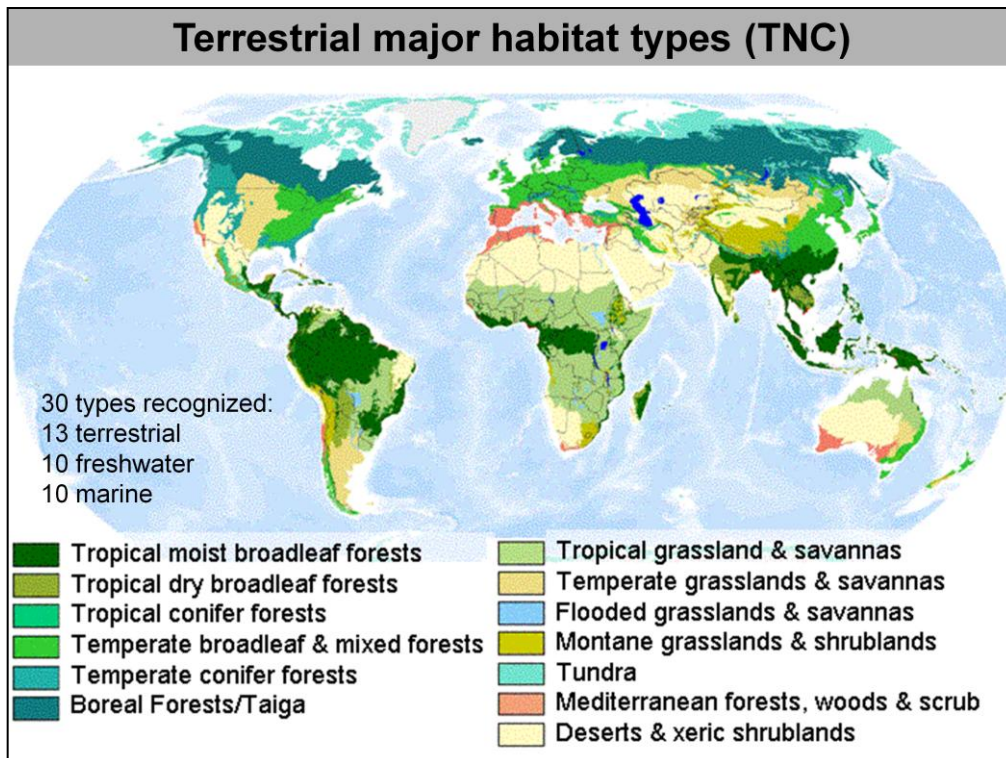 Terrestrial major habitat types (TNC)
30 types recognized:
13 terrestrial
10 freshwater
10 marine
Tropical moist broadleaf forests
Tropical dry broadleaf forests
Tropical conifer forests
Temperate broadleaf & mixed forests
Temperate conifer forests
Boreal Forests/Taiga
Tropical grassland & savannas
Temperate grasslands & savannas
Flooded grasslands & savannas
Montane grasslands & shrublands
Tundra
Mediterranean forests, woods & scrub
Deserts & xeric shrublands